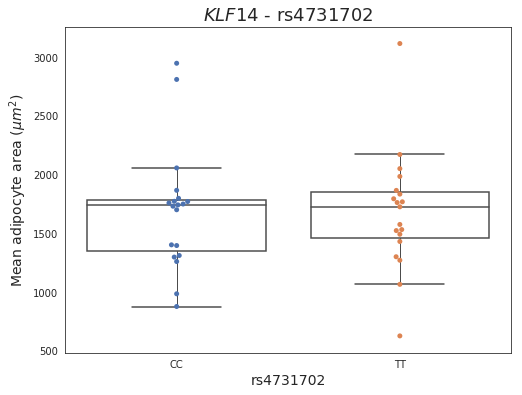 KLF14 - rs4731702
Mean adipocyte area (μm²)
3000
2500
2000
1500
1000
500
CC
TT
rs4731702